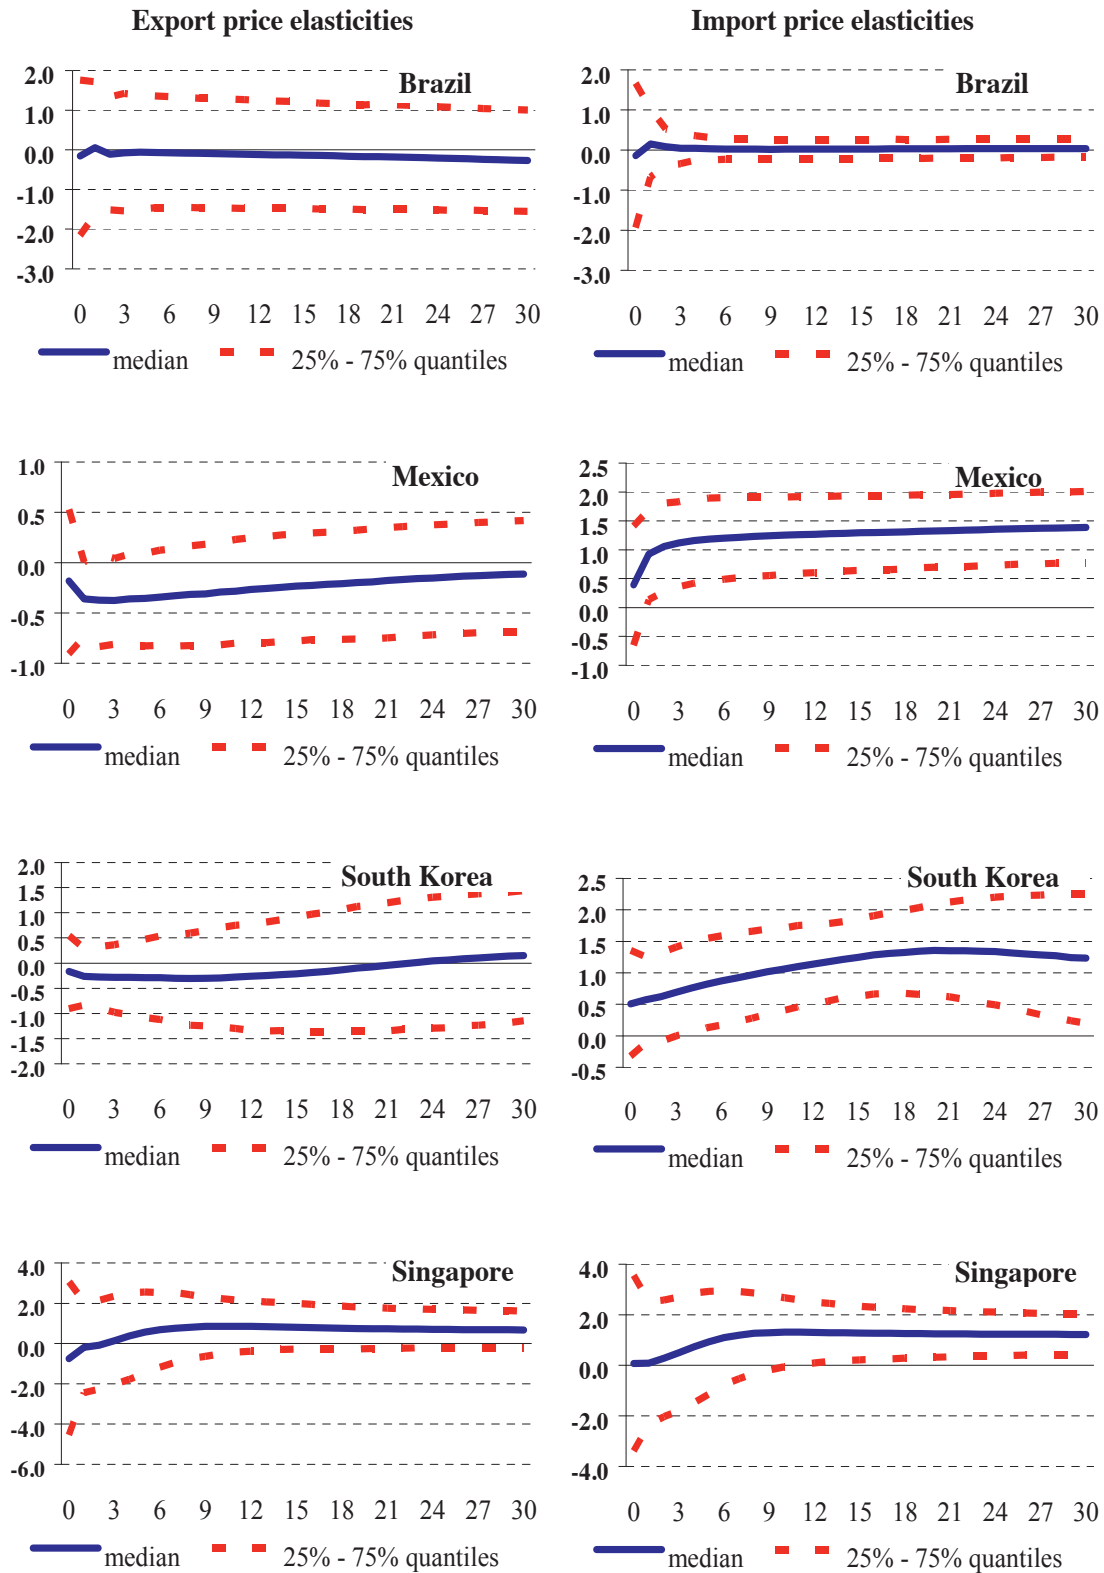 Export price elasticities
Import price elasticities
Brazil
2.0
1.0
0.0
-1.0
-2.0
-3.0
0 3 6 9 12 15 18 21 24 27 30
median 25% - 75% quantiles
Brazil
2.0
1.0
0.0
-1.0
-2.0
-3.0
0 3 6 9 12 15 18 21 24 27 30
median 25% - 75% quantiles
Mexico
1.0
0.5
0.0
-0.5
-1.0
0 3 6 9 12 15 18 21 24 27 30
median 25% - 75% quantiles
Mexico
2.5
2.0
1.5
1.0
0.5
0.0
-0.5
-1.0
0 3 6 9 12 15 18 21 24 27 30
median 25% - 75% quantiles
South Korea
2.0
1.5
1.0
0.5
0.0
-0.5
-1.0
-1.5
-2.0
0 3 6 9 12 15 18 21 24 27 30
median 25% - 75% quantiles
South Korea
2.5
2.0
1.5
1.0
0.5
0.0
-0.5
0 3 6 9 12 15 18 21 24 27 30
median 25% - 75% quantiles
Singapore
4.0
2.0
0.0
-2.0
-4.0
-6.0
0 3 6 9 12 15 18 21 24 27 30
median 25% - 75% quantiles
Singapore
4.0
2.0
0.0
-2.0
-4.0
0 3 6 9 12 15 18 21 24 27 30
median 25% - 75% quantiles